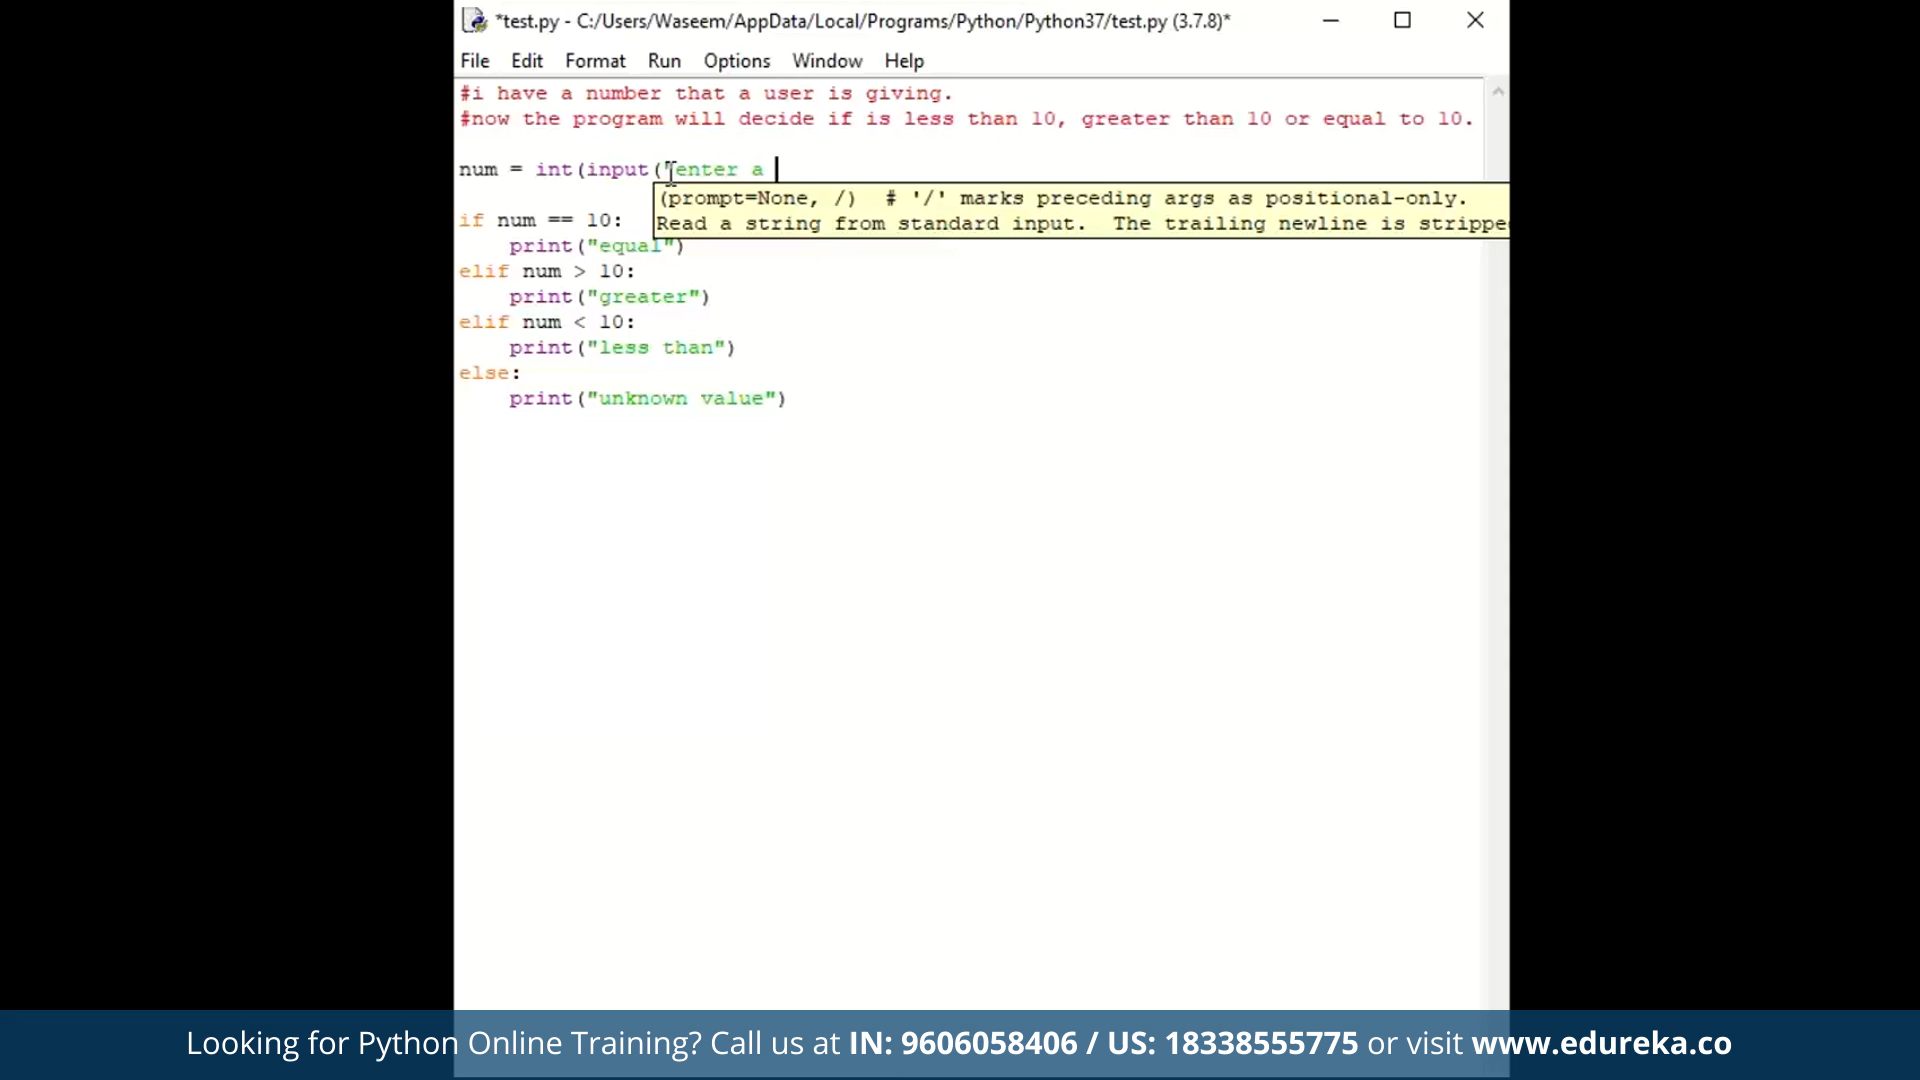 *test.py - C:/Users/Waseem/AppData/Local/Programs/Python/Python37/test.py (3.7.8)*
File Edit Format Run Options Window Help
#i have a number that a user is giving.
#now the program will decide if is less than 10, greater than 10 or equal to 10.
num = int(input("enter a
(prompt=None, /)  # '/' marks preceding args as positional-only.
Read a string from standard input.  The trailing newline is strippe
if num == 10:
    print("equal")
elif num > 10:
    print("greater")
elif num < 10:
    print("less than")
else:
    print("unknown value")
Looking for Python Online Training? Call us at IN: 9606058406 / US: 18338555775 or visit www.edureka.co